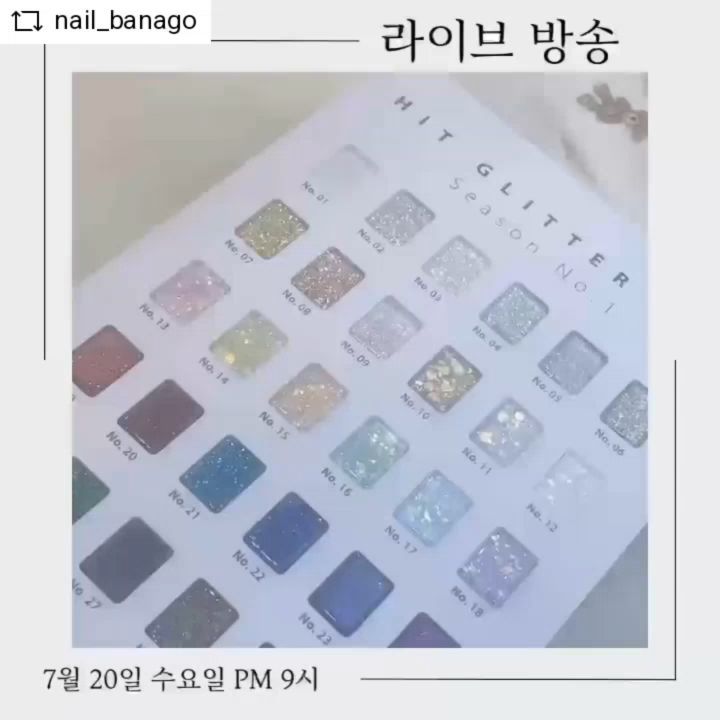 nail_banago
라이브 방송
HIT GLITTER
Season No. 1
No. 01
No. 02
No. 03
No. 04
No. 05
No. 06
No. 07
No. 08
No. 09
No. 10
No. 11
No. 12
No. 13
No. 14
No. 15
No. 16
No. 17
No. 18
No. 20
No. 21
No. 22
No. 23
No. 27
7월 20일 수요일 PM 9시